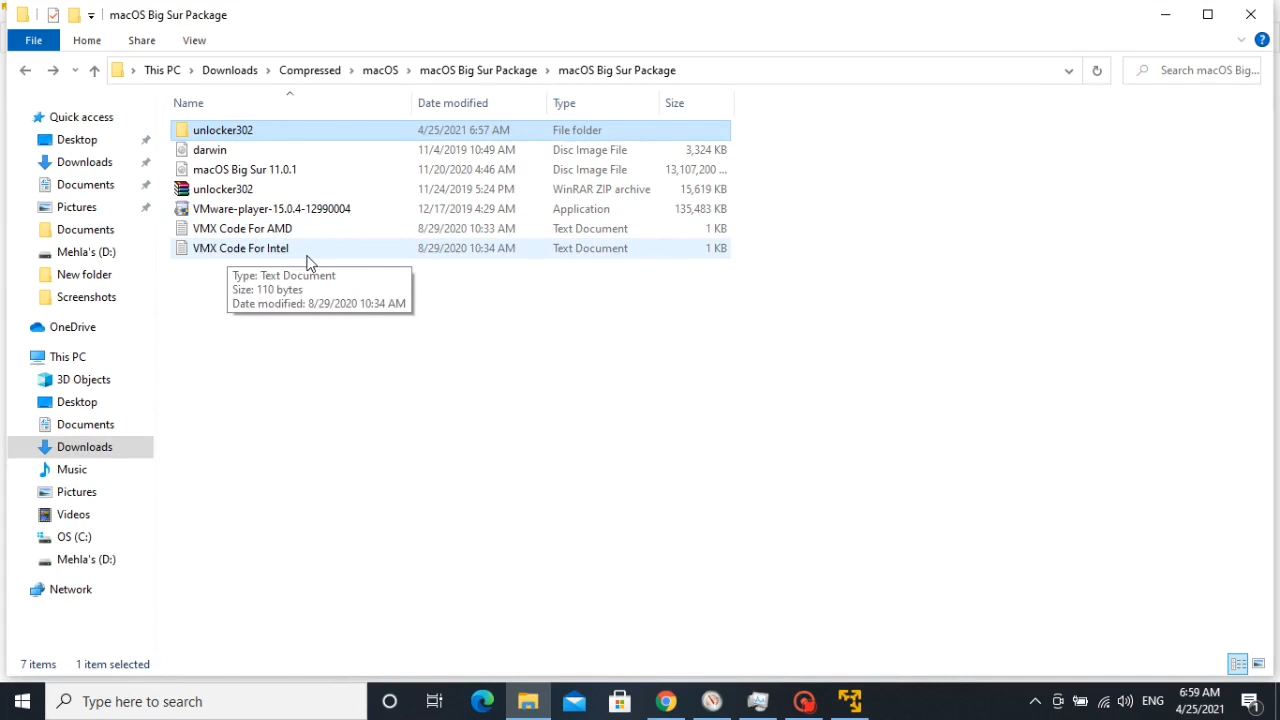 macOS Big Sur Package
File Home Share View
This PC Downloads Compressed macOS macOS Big Sur Package macOS Big Sur Package Search macOS Big...
Name Date modified Type Size
unlocker302 4/25/2021 6:57 AM File folder
darwin 11/4/2019 10:49 AM Disc Image File 3,324 KB
macOS Big Sur 11.0.1 11/20/2020 4:46 AM Disc Image File 13,107,200 ...
unlocker302 11/24/2019 5:24 PM WinRAR ZIP archive 15,619 KB
VMware-player-15.0.4-12990004 12/17/2019 4:29 AM Application 135,483 KB
VMX Code For AMD 8/29/2020 10:33 AM Text Document 1 KB
VMX Code For Intel 8/29/2020 10:34 AM Text Document 1 KB
Type: Text Document
Size: 110 bytes
Date modified: 8/29/2020 10:34 AM
Quick access
Desktop
Downloads
Documents
Pictures
Documents
Mehla's (D:)
New folder
Screenshots
OneDrive
This PC
3D Objects
Desktop
Documents
Downloads
Music
Pictures
Videos
OS (C:)
Mehla's (D:)
Network
7 items 1 item selected
Type here to search
ENG
6:59 AM
4/25/2021
1